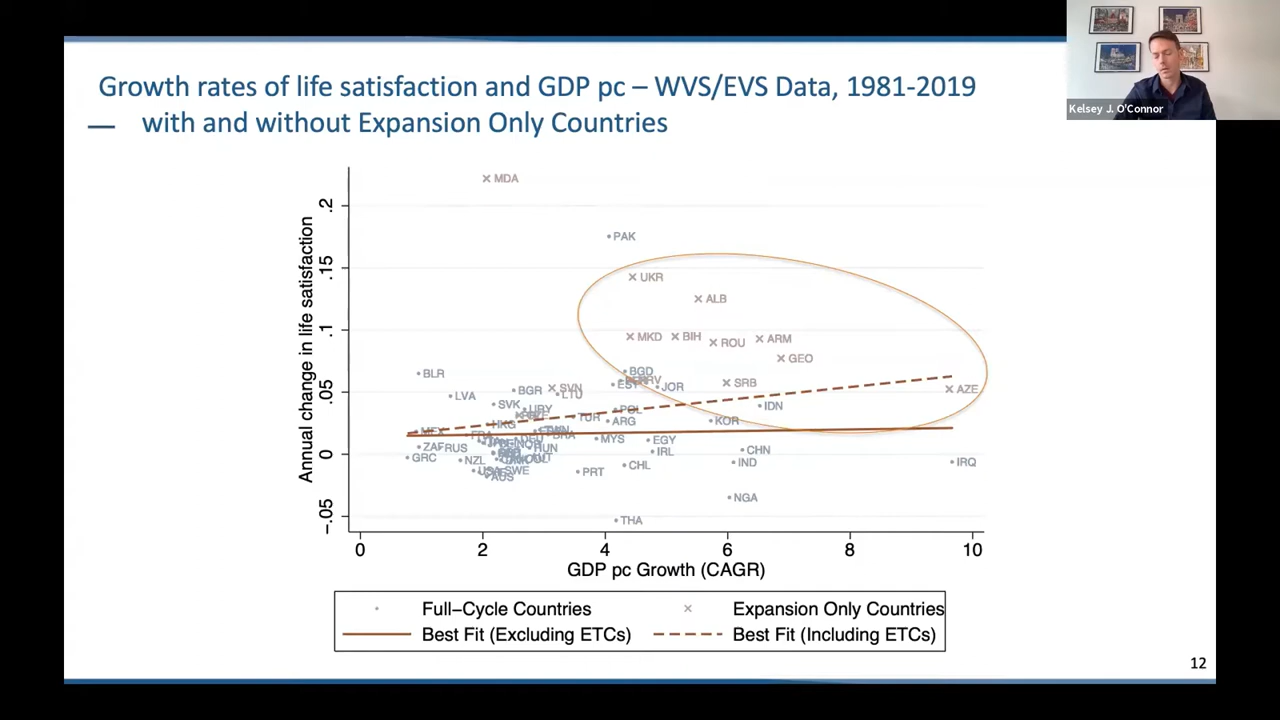 Growth rates of life satisfaction and GDP pc – WVS/EVS Data, 1981-2019
with and without Expansion Only Countries
Kelsey J. O'Connor
Annual change in life satisfaction
.2
.15
.1
.05
0
-.05
MDA
PAK
UKR
ALB
MKD
BIH
ROU
ARM
GEO
BLR
BGD
SRB
AZE
EST
JOR
BGR
SVN
LTU
LVA
SVK
URY
POL
IDN
TUR
ARG
KOR
MEX
BRA
MYS
EGY
ZAF
RUS
HUN
IRL
CHN
GRC
NZL
AUT
CHL
IND
IRQ
USA
SWE
PRT
AUS
NGA
THA
0
2
4
6
8
10
GDP pc Growth (CAGR)
Full-Cycle Countries
Expansion Only Countries
Best Fit (Excluding ETCs)
Best Fit (Including ETCs)
12